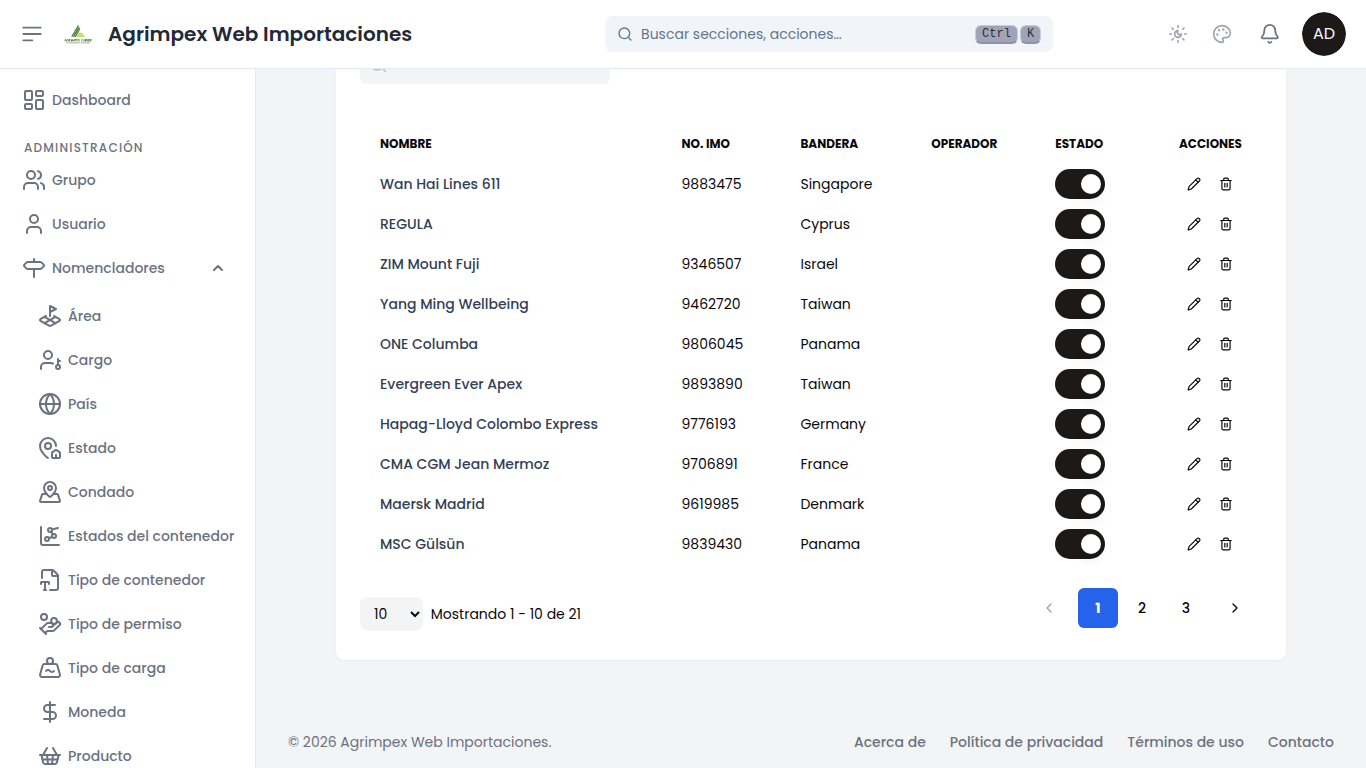 Agrimpex Web Importaciones
Buscar secciones, acciones...
Ctrl K
AD
Dashboard
ADMINISTRACIÓN
Grupo
Usuario
Nomencladores
Área
Cargo
País
Estado
Condado
Estados del contenedor
Tipo de contenedor
Tipo de permiso
Tipo de carga
Moneda
Producto
NOMBRE NO. IMO BANDERA OPERADOR ESTADO ACCIONES
Wan Hai Lines 611 9883475 Singapore
REGULA Cyprus
ZIM Mount Fuji 9346507 Israel
Yang Ming Wellbeing 9462720 Taiwan
ONE Columba 9806045 Panama
Evergreen Ever Apex 9893890 Taiwan
Hapag-Lloyd Colombo Express 9776193 Germany
CMA CGM Jean Mermoz 9706891 France
Maersk Madrid 9619985 Denmark
MSC Gülsün 9839430 Panama
10 Mostrando 1 - 10 de 21
1 2 3
© 2026 Agrimpex Web Importaciones.
Acerca de Política de privacidad Términos de uso Contacto